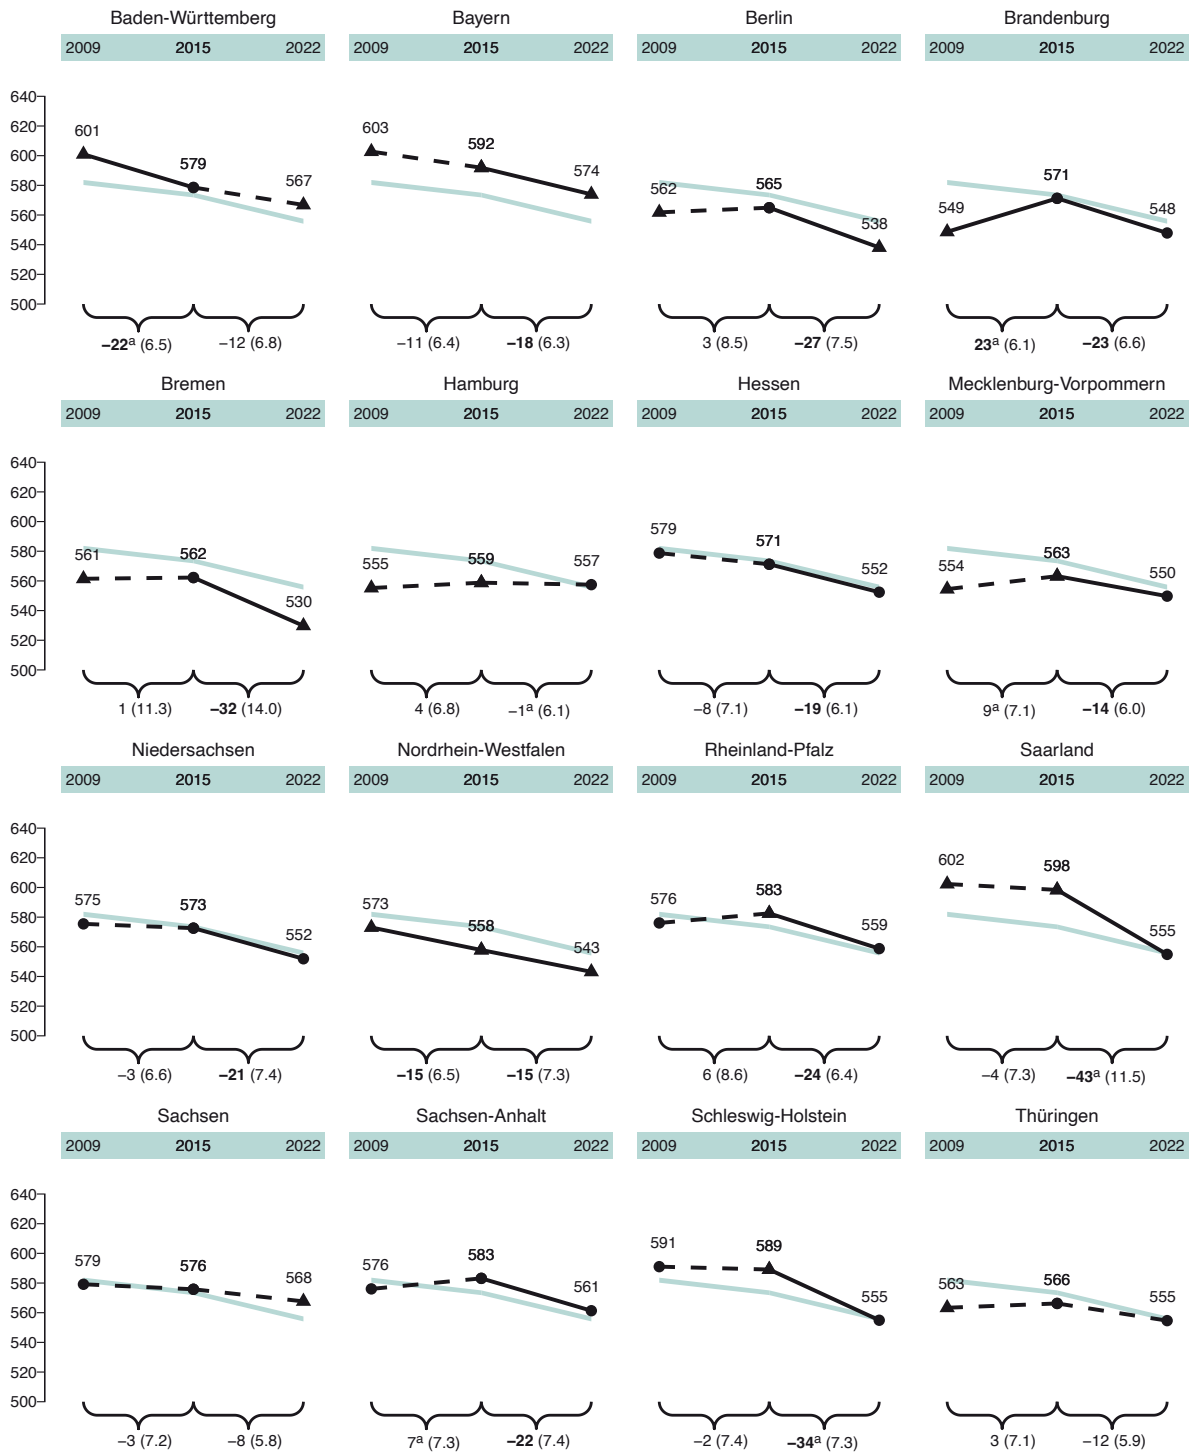 Baden-Württemberg Bayern Berlin Brandenburg
2009 2015 2022 2009 2015 2022 2009 2015 2022 2009 2015 2022
640
620
600
580
560
540
520
500
601 579 567
603 592 574
562 565 538
549 571 548
–22ᵃ (6.5) –12 (6.8) –11 (6.4) –18 (6.3) 3 (8.5) –27 (7.5) 23ᵃ (6.1) –23 (6.6)
Bremen Hamburg Hessen Mecklenburg-Vorpommern
2009 2015 2022 2009 2015 2022 2009 2015 2022 2009 2015 2022
640
620
600
580
560
540
520
500
561 562 530
555 559 557
579 571 552
554 563 550
1 (11.3) –32 (14.0) 4 (6.8) –1ᵃ (6.1) –8 (7.1) –19 (6.1) 9ᵃ (7.1) –14 (6.0)
Niedersachsen Nordrhein-Westfalen Rheinland-Pfalz Saarland
2009 2015 2022 2009 2015 2022 2009 2015 2022 2009 2015 2022
640
620
600
580
560
540
520
500
575 573 552
573 558 543
576 583 559
602 598 555
–3 (6.6) –21 (7.4) –15 (6.5) –15 (7.3) 6 (8.6) –24 (6.4) –4 (7.3) –43ᵃ (11.5)
Sachsen Sachsen-Anhalt Schleswig-Holstein Thüringen
2009 2015 2022 2009 2015 2022 2009 2015 2022 2009 2015 2022
640
620
600
580
560
540
520
500
579 576 568
576 583 561
591 589 555
563 566 555
–3 (7.2) –8 (5.8) 7ᵃ (7.3) –22 (7.4) –2 (7.4) –34ᵃ (7.3) 3 (7.1) –12 (5.9)